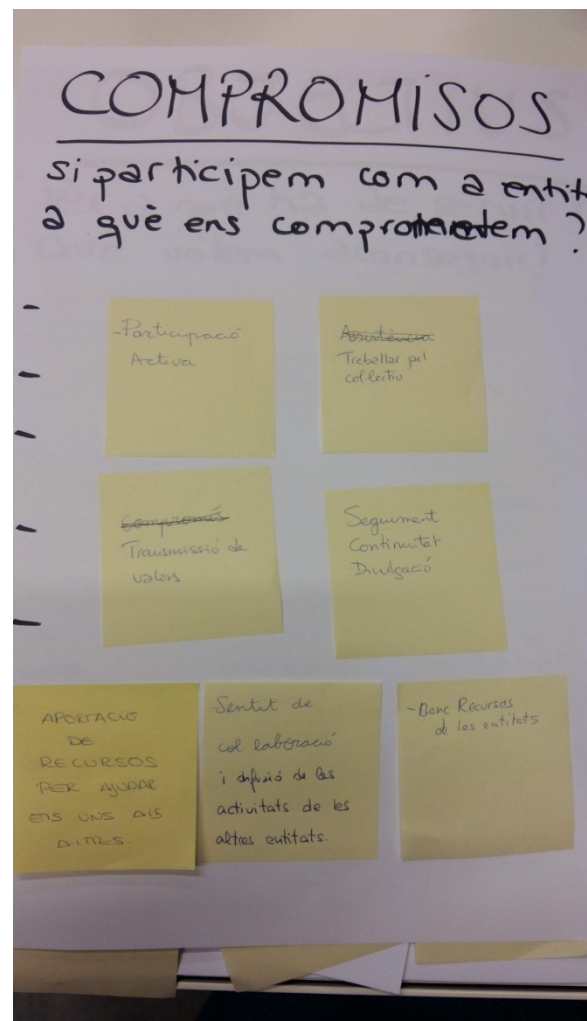 COMPROMISOS
si participem com a entit
a què ens comprometem ?
-Participació
Activa
Assistència
Treballar pel
col·lectiu
Compromís
Transmissió de
valors
Seguiment
Continuitat
Divulgació
APORTACIÓ
DE
RECURSOS
PER AJUDAR
ELS UNS ALS
ALTRES.
Sentit de
col·laboració
i difusió de les
activitats de les
altres entitats.
- Banc Recursos
de les entitats